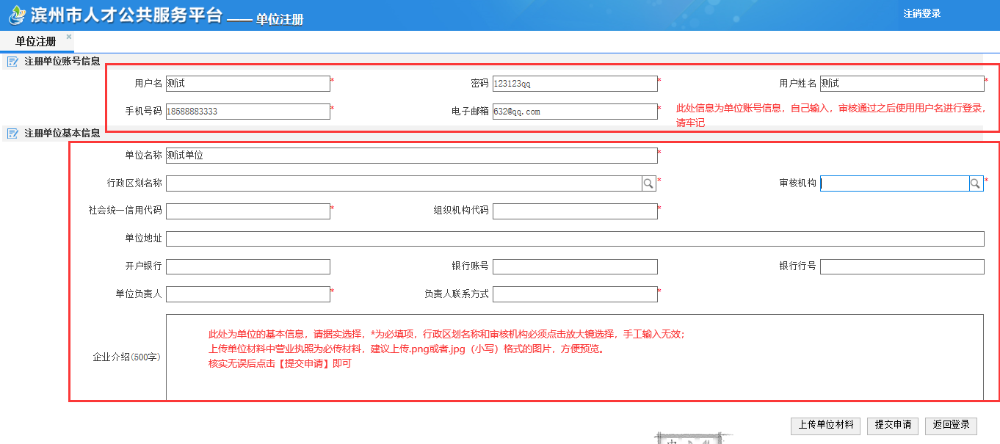 滨州市人才公共服务平台 —— 单位注册 注销登录
单位注册 ×
注册单位账号信息
用户名 测试 * 密码 123123qq * 用户姓名 测试 *
手机号码 18588883333 * 电子邮箱 632@qq.com * 此处信息为单位账号信息，自己输入，审核通过之后使用用户名进行登录，
请牢记
注册单位基本信息
单位名称 测试单位 *
行政区划名称 * 审核机构 *
社会统一信用代码 * 组织机构代码 *
单位地址
开户银行 银行账号 银行行号
单位负责人 * 负责人联系方式 *
企业介绍(500字)
此处为单位的基本信息，请据实选择，*为必填项，行政区划名称和审核机构必须点击放大镜选择，手工输入无效；
上传单位材料中营业执照为必传材料，建议上传.png或者.jpg（小写）格式的图片，方便预览。
核实无误后点击【提交申请】即可
上传单位材料 提交申请 返回登录